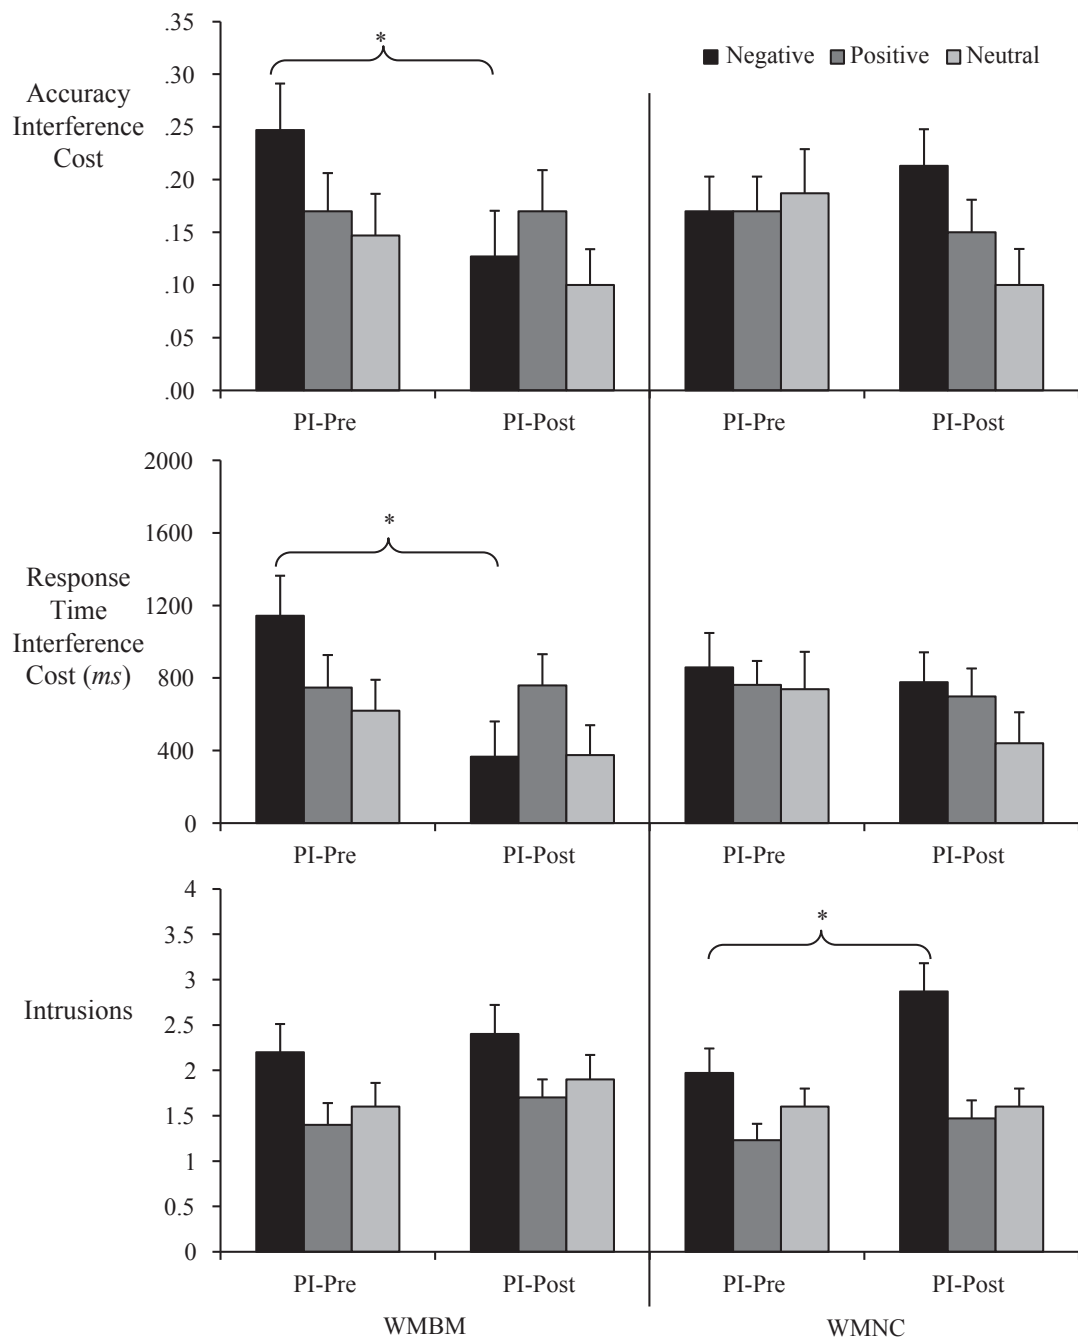 .35
*
Negative Positive Neutral
.30
Accuracy
Interference
Cost
.25
.20
.15
.10
.05
.00
PI-Pre PI-Post PI-Pre PI-Post
2000
1600
*
Response
Time
Interference
Cost (ms)
1200
800
400
0
PI-Pre PI-Post PI-Pre PI-Post
4
3.5
*
3
Intrusions
2.5
2
1.5
1
0.5
0
PI-Pre PI-Post PI-Pre PI-Post
WMBM WMNC